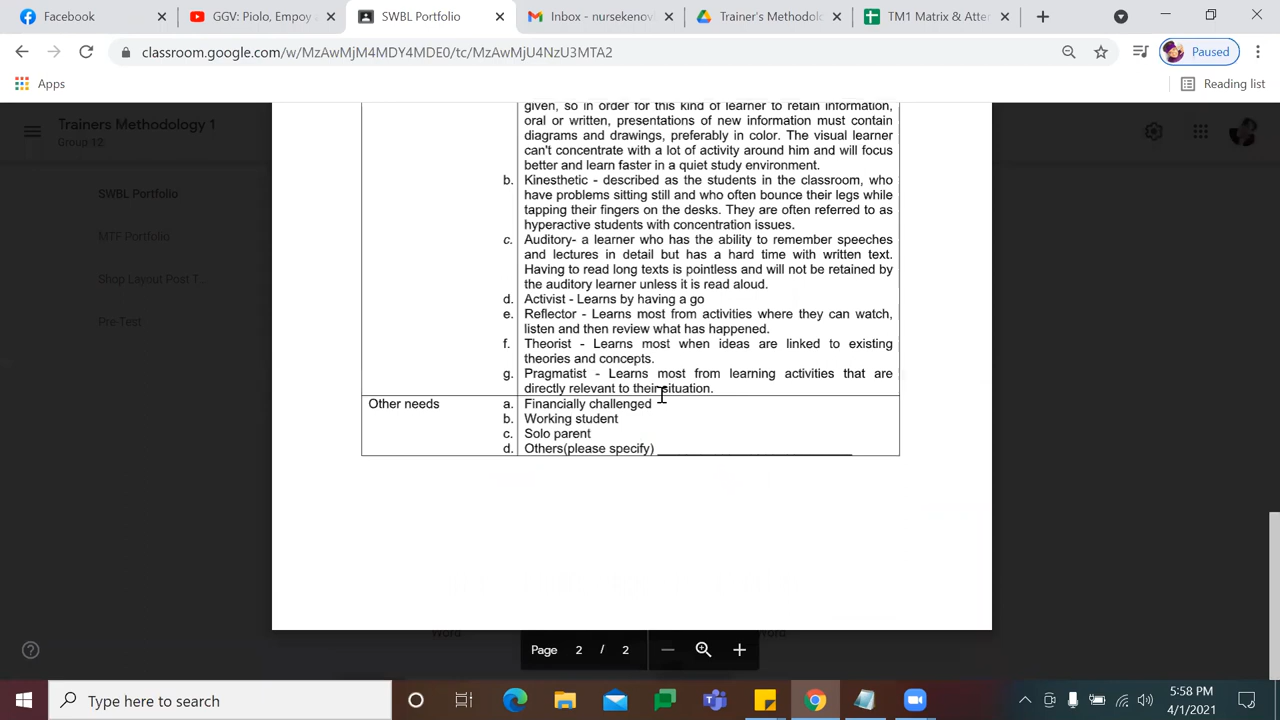 Facebook
GGV: Piolo, Empoy
SWBL Portfolio
Inbox - nursekenov
Trainer's Methodol
TM1 Matrix & Atter
classroom.google.com/w/MzAwMjM4MDY4MDE0/tc/MzAwMjU4NzU3MTA2
Paused
Apps
Reading list
Trainers Methodology 1
Group 12
SWBL Portfolio
MTF Portfolio
Shop Layout Post T...
Pre-Test
given, so in order for this kind of learner to retain information,
oral or written, presentations of new information must contain
diagrams and drawings, preferably in color. The visual learner
can't concentrate with a lot of activity around him and will focus
better and learn faster in a quiet study environment.
b. Kinesthetic - described as the students in the classroom, who
have problems sitting still and who often bounce their legs while
tapping their fingers on the desks. They are often referred to as
hyperactive students with concentration issues.
c. Auditory- a learner who has the ability to remember speeches
and lectures in detail but has a hard time with written text.
Having to read long texts is pointless and will not be retained by
the auditory learner unless it is read aloud.
d. Activist - Learns by having a go
e. Reflector - Learns most from activities where they can watch,
listen and then review what has happened.
f. Theorist - Learns most when ideas are linked to existing
theories and concepts.
g. Pragmatist - Learns most from learning activities that are
directly relevant to their situation.
Other needs
a. Financially challenged
b. Working student
c. Solo parent
d. Others(please specify) ____________________________
Word
Page 2 / 2
Type here to search
5:58 PM
4/1/2021